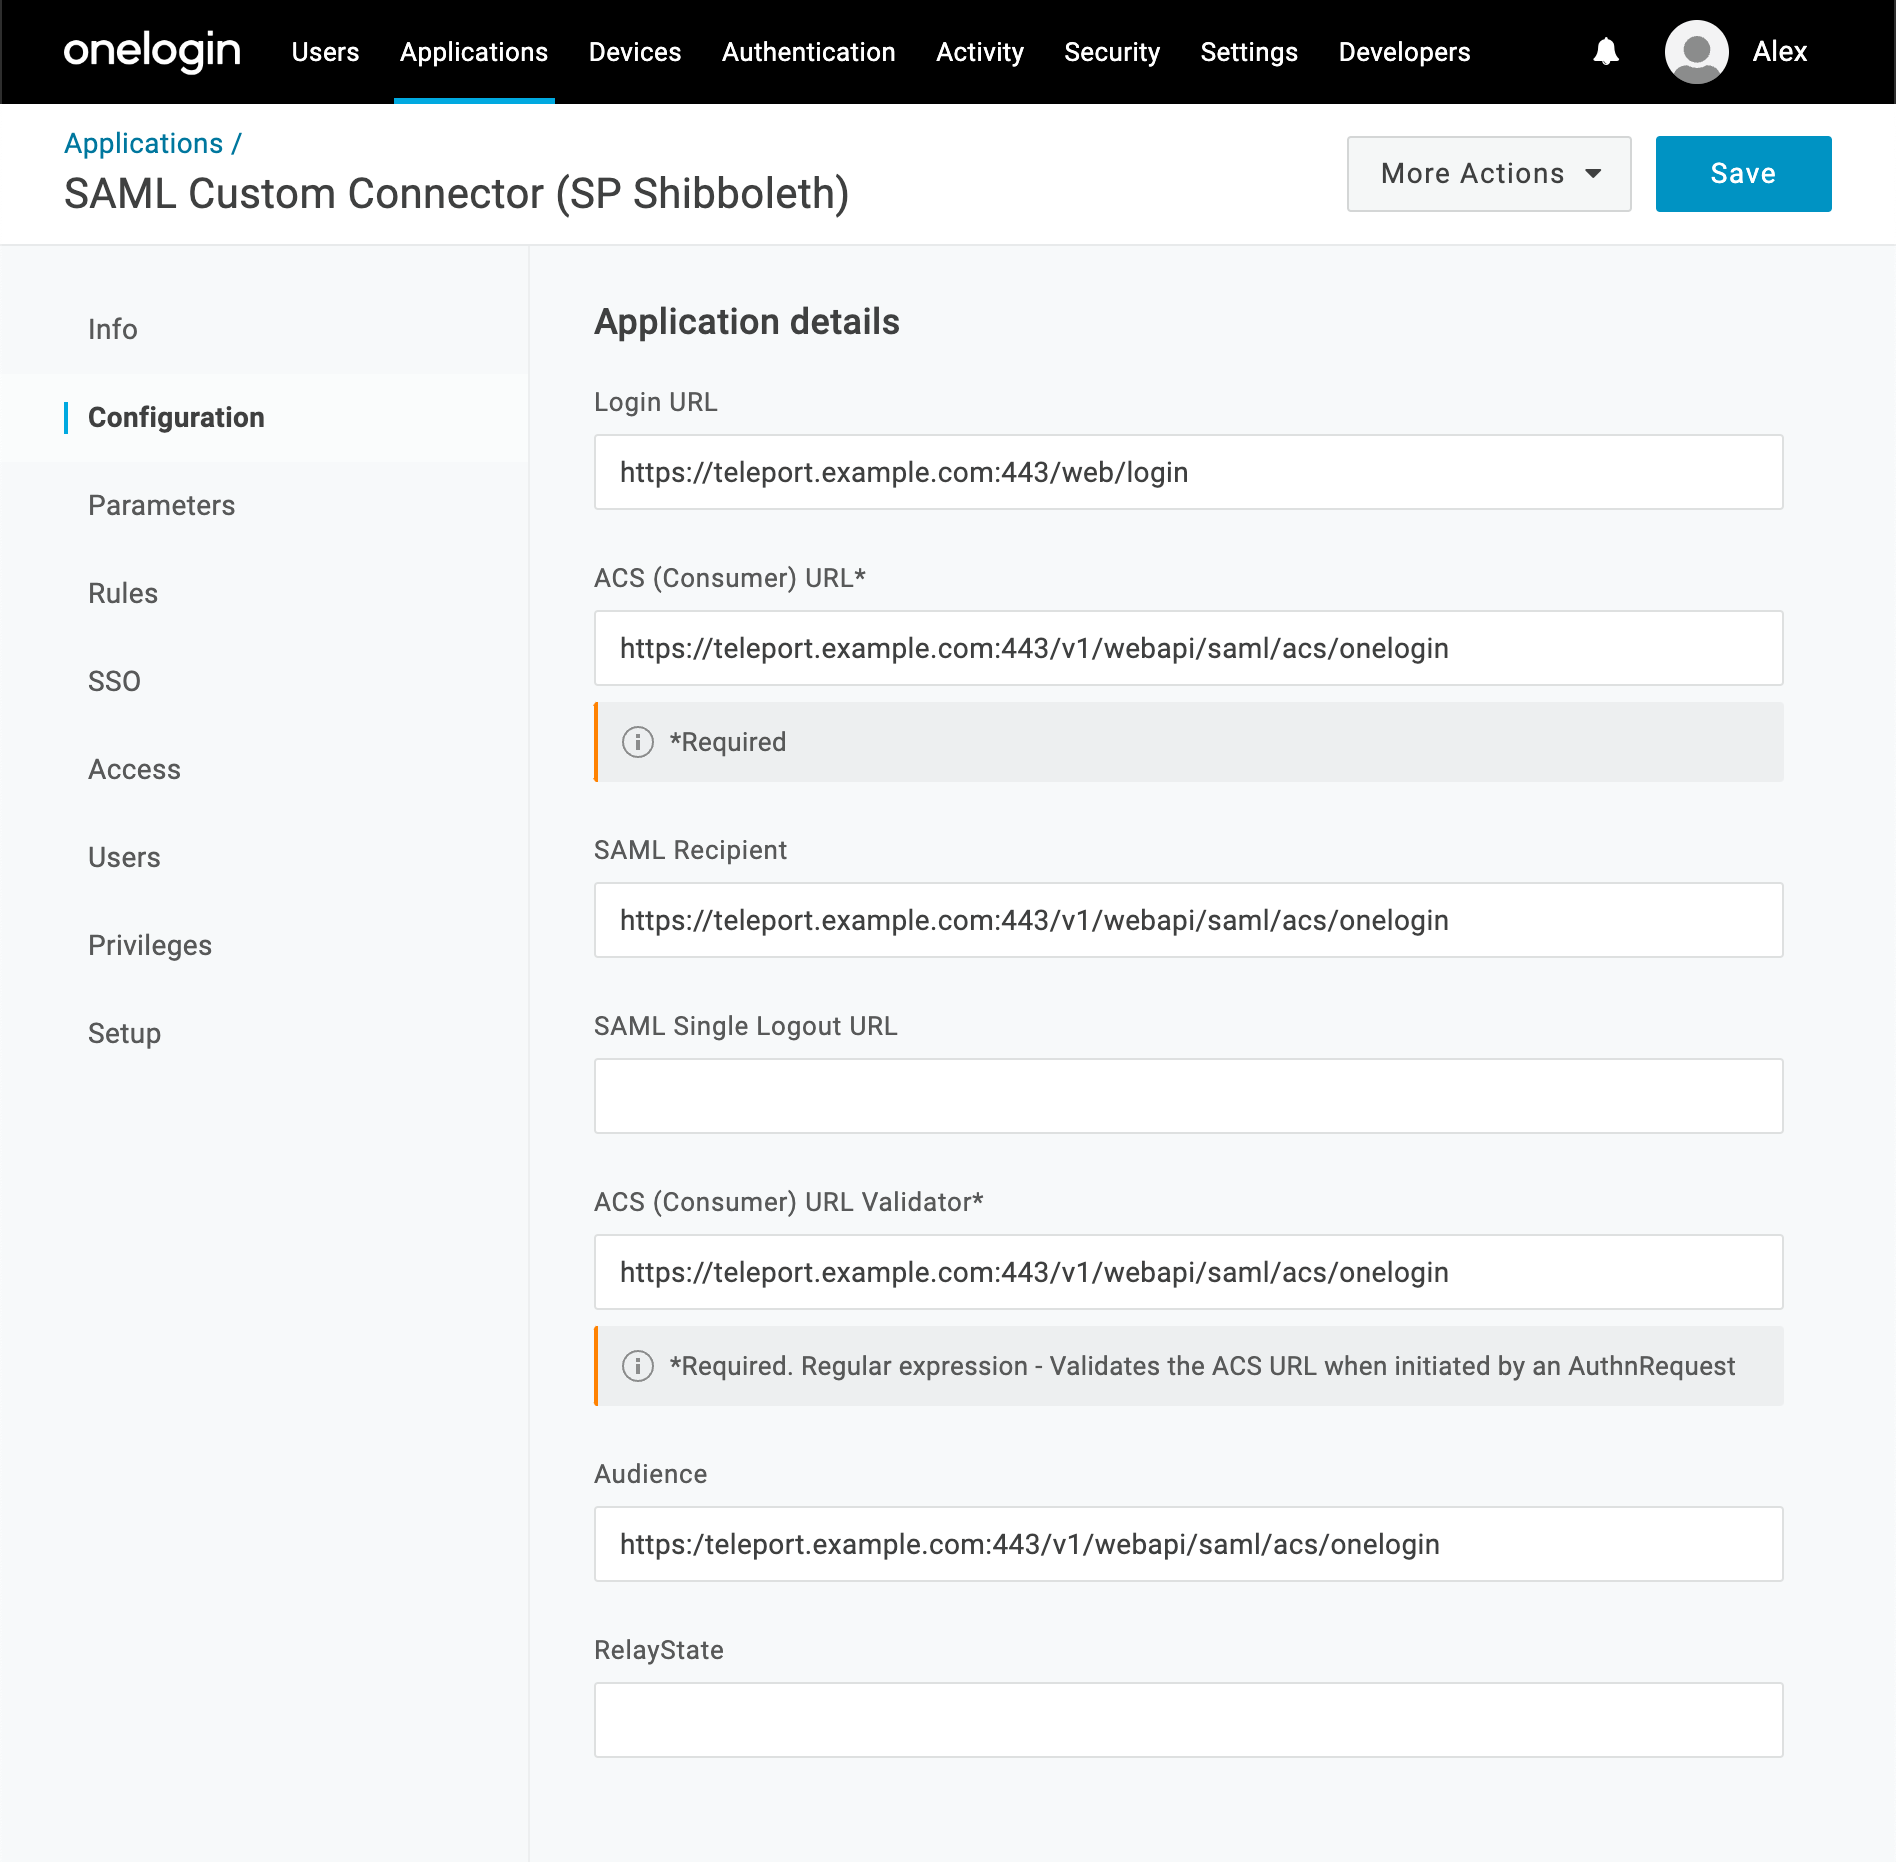 onelogin Users Applications Devices Authentication Activity Security Settings Developers Alex
Applications /
SAML Custom Connector (SP Shibboleth)
More Actions
Save
Info
Configuration
Parameters
Rules
SSO
Access
Users
Privileges
Setup
Application details
Login URL
https://teleport.example.com:443/web/login
ACS (Consumer) URL*
https://teleport.example.com:443/v1/webapi/saml/acs/onelogin
*Required
SAML Recipient
https://teleport.example.com:443/v1/webapi/saml/acs/onelogin
SAML Single Logout URL
ACS (Consumer) URL Validator*
https://teleport.example.com:443/v1/webapi/saml/acs/onelogin
*Required. Regular expression - Validates the ACS URL when initiated by an AuthnRequest
Audience
https:/teleport.example.com:443/v1/webapi/saml/acs/onelogin
RelayState